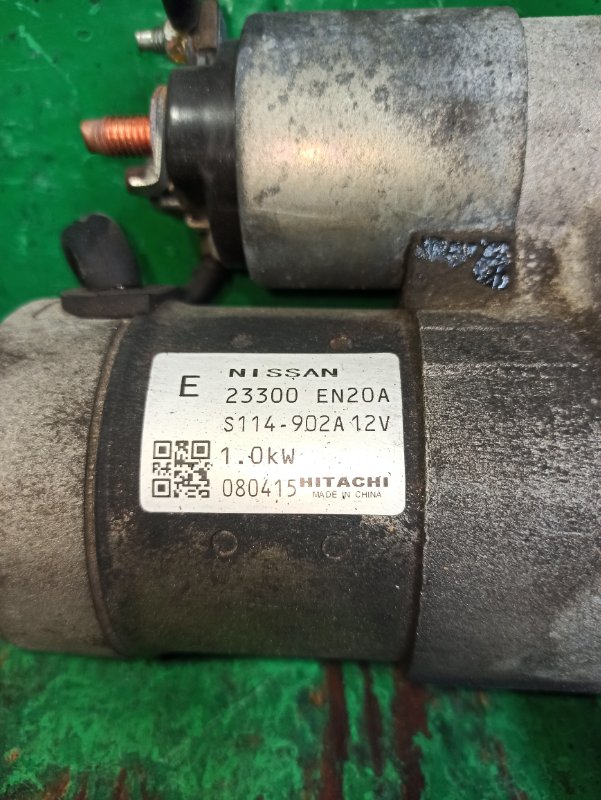 NISSAN
E 23300 EN20A
S114-902A 12V
1.0kW
080415 HITACHI
MADE IN CHINA